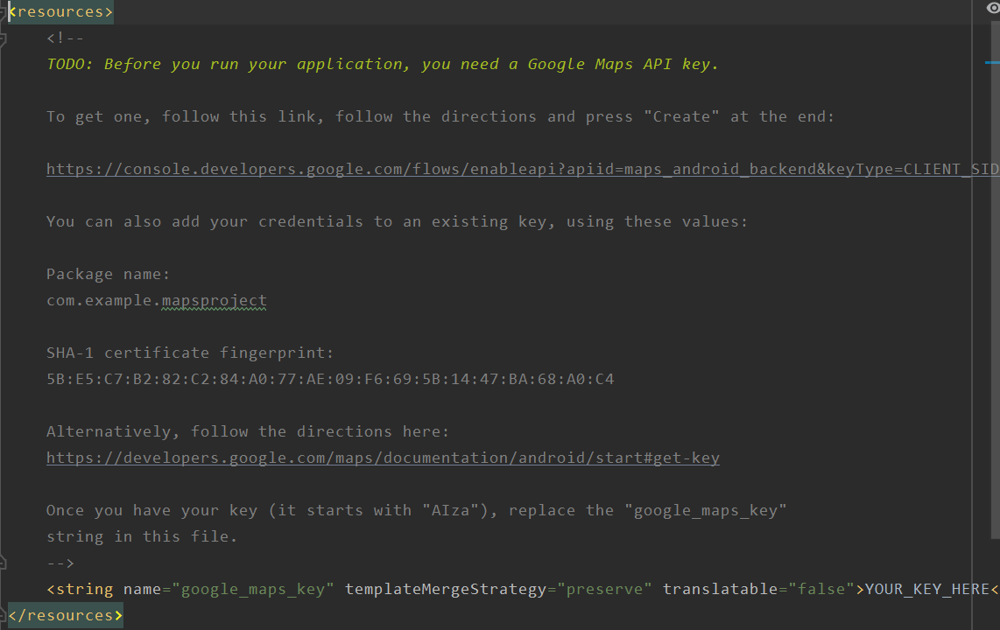 <resources>
<!--
TODO: Before you run your application, you need a Google Maps API key.
To get one, follow this link, follow the directions and press "Create" at the end:
https://console.developers.google.com/flows/enableapi?apiid=maps_android_backend&keyType=CLIENT_SID
You can also add your credentials to an existing key, using these values:
Package name:
com.example.mapsproject
SHA-1 certificate fingerprint:
5B:E5:C7:B2:82:C2:84:A0:77:AE:09:F6:69:5B:14:47:BA:68:A0:C4
Alternatively, follow the directions here:
https://developers.google.com/maps/documentation/android/start#get-key
Once you have your key (it starts with "AIza"), replace the "google_maps_key"
string in this file.
-->
<string name="google_maps_key" templateMergeStrategy="preserve" translatable="false">YOUR_KEY_HERE<
</resources>